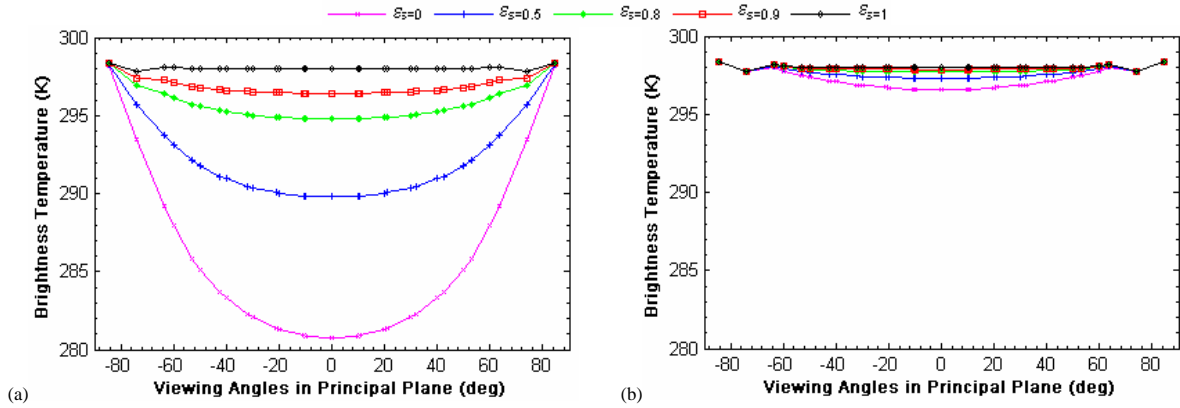 εs=0 εs=0.5 εs=0.8 εs=0.9 εs=1
300
295
290
285
280
Brightness Temperature (K)
-80 -60 -40 -20 0 20 40 60 80
Viewing Angles in Principal Plane (deg)
(a)
300
295
290
285
280
Brightness Temperature (K)
-80 -60 -40 -20 0 20 40 60 80
Viewing Angles in Principal Plane (deg)
(b)